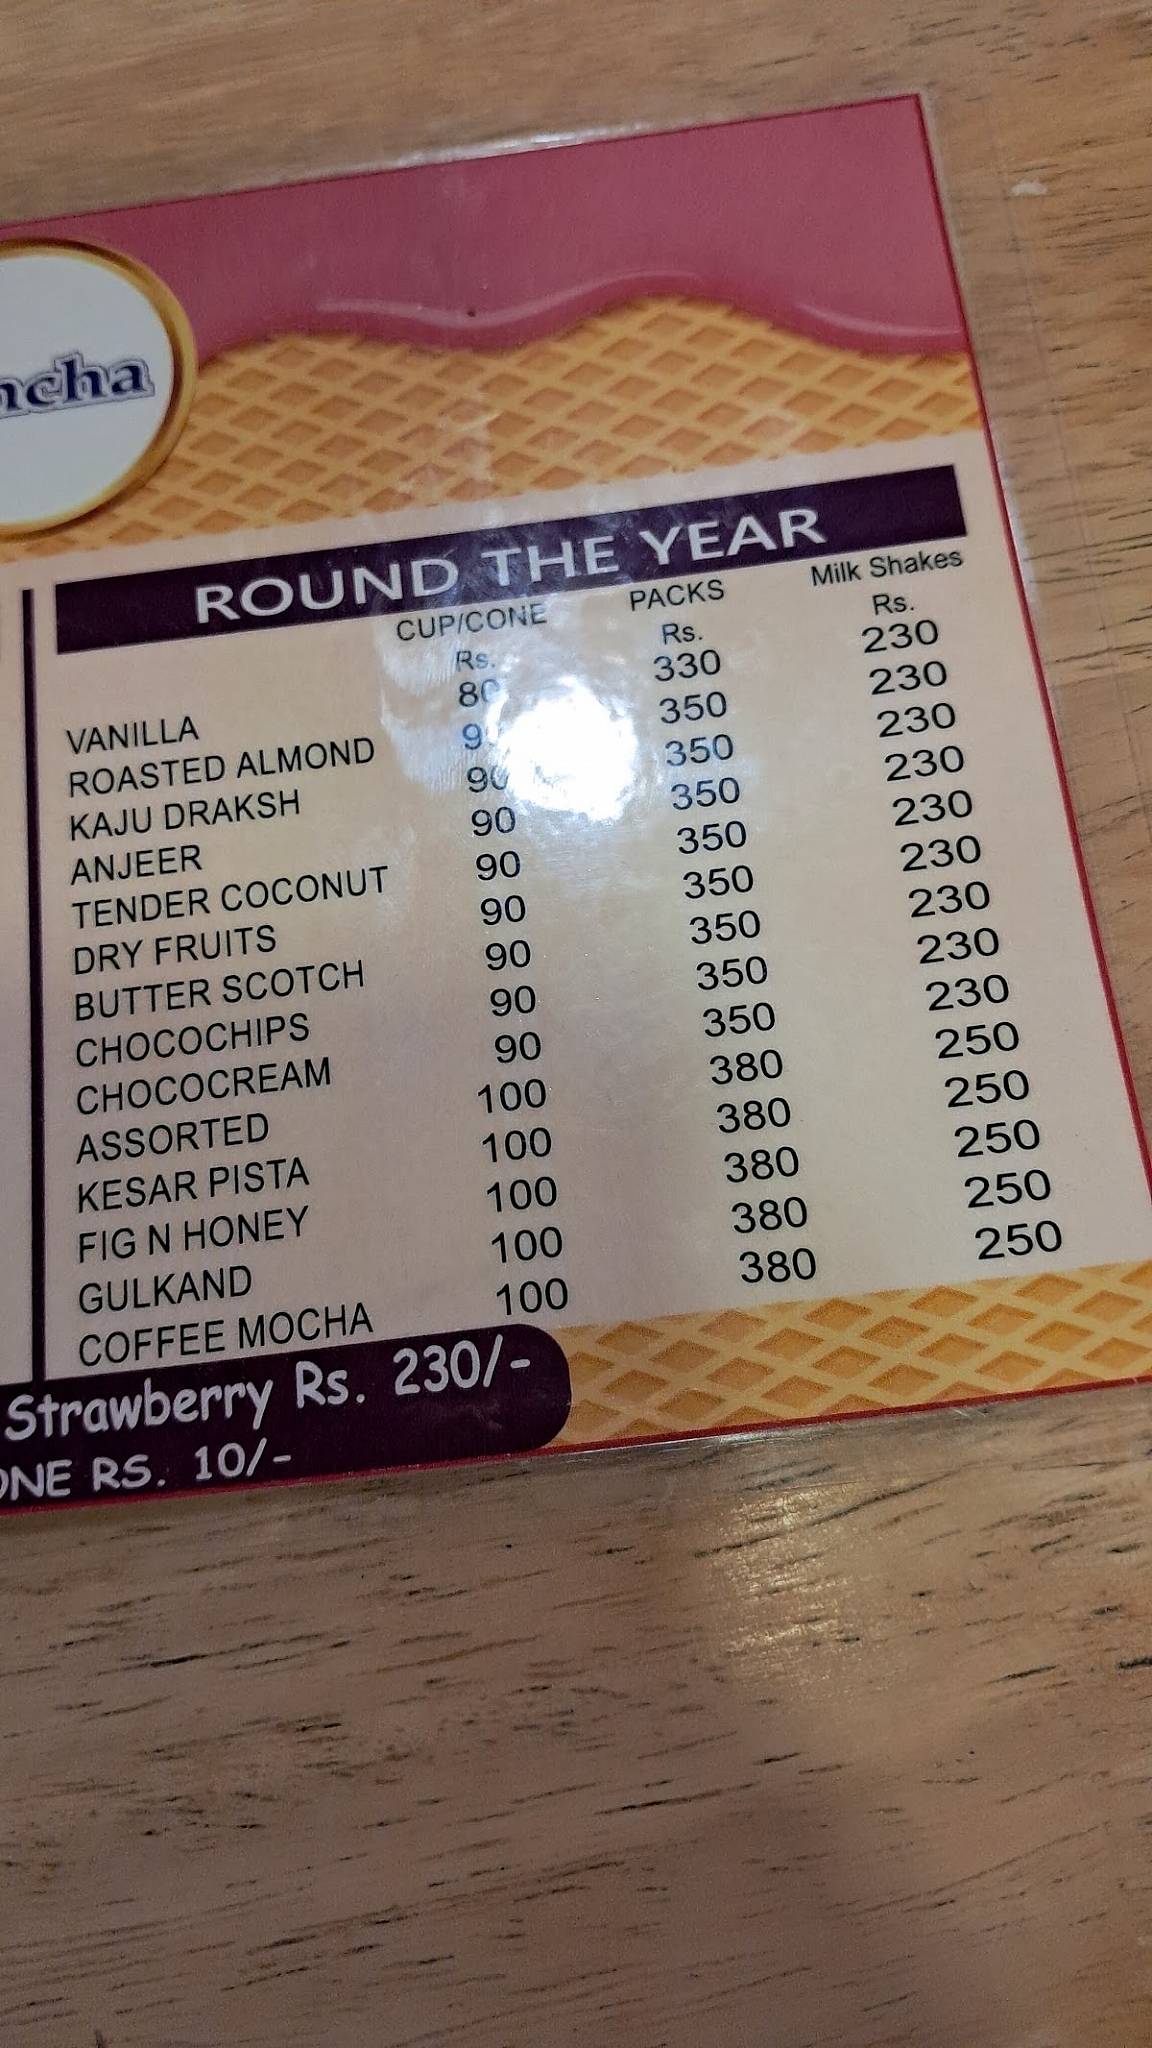 ncha
ROUND THE YEAR
CUP/CONE PACKS Milk Shakes
Rs. Rs. Rs.
VANILLA 80 330 230
ROASTED ALMOND 350 230
KAJU DRAKSH 90 350 230
ANJEER 90 350 230
TENDER COCONUT 90 350 230
DRY FRUITS 90 350 230
BUTTER SCOTCH 90 350 230
CHOCOCHIPS 90 350 230
CHOCOCREAM 90 350 230
ASSORTED 100 380 250
KESAR PISTA 100 380 250
FIG N HONEY 100 380 250
GULKAND 100 380 250
COFFEE MOCHA 100 380 250
Strawberry Rs. 230/-
ONE RS. 10/-